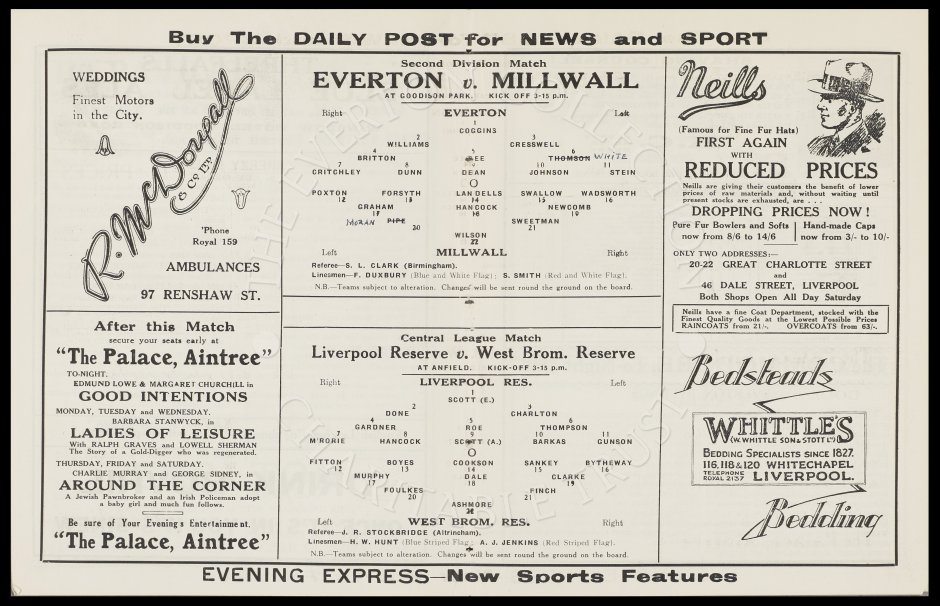 Buy The DAILY POST for NEWS and SPORT
WEDDINGS
Finest Motors
in the City.
R. McDougall
& CO LTD
'Phone
Royal 159
AMBULANCES
97 RENSHAW ST.
After this Match
secure your seats early at
"The Palace, Aintree"
TO-NIGHT.
EDMUND LOWE & MARGARET CHURCHILL in
GOOD INTENTIONS
MONDAY, TUESDAY and WEDNESDAY.
BARBARA STANWYCK, in
LADIES OF LEISURE
With RALPH GRAVES and LOWELL SHERMAN
The Story of a Gold-Digger who was regenerated.
THURSDAY, FRIDAY and SATURDAY.
CHARLIE MURRAY and GEORGE SIDNEY, in
AROUND THE CORNER
A Jewish Pawnbroker and an Irish Policeman adopt
a baby girl and much fun follows.
Be sure of Your Evening's Entertainment.
"The Palace, Aintree"
Second Division Match
EVERTON v. MILLWALL
AT GOODISON PARK. KICK OFF 3-15 p.m.
Right EVERTON Left
1
COGGINS
2 3
WILLIAMS CRESSWELL
4 5 6
BRITTON GEE THOMSON WHITE
7 8 9 10 11
CRITCHLEY DUNN DEAN JOHNSON STEIN
O
POXTON FORSYTH LANDELLS SWALLOW WADSWORTH
12 13 14 15 16
GRAHAM HANCOCK NEWCOMB
17 18 19
MORAN PIPE SWEETMAN
20 21
WILSON
22
Left MILLWALL Right
Referee—S. L. CLARK (Birmingham).
Linesmen—F. DUXBURY (Blue and White Flag); S. SMITH (Red and White Flag).
N.B.—Teams subject to alteration. Changes will be sent round the ground on the board.
Central League Match
Liverpool Reserve v. West Brom. Reserve
AT ANFIELD. KICK-OFF 3-15 p.m.
Right LIVERPOOL RES. Left
1
SCOTT (E.)
2 3
DONE CHARLTON
4 5 6
GARDNER ROE THOMPSON
7 8 9 10 11
M'RORIE HANCOCK SCOTT (A.) BARKAS GUNSON
O
FITTON BOYES COOKSON SANKEY BYTHEWAY
12 13 14 15 16
MURPHY DALE CLARKE
17 18 19
FOULKES FINCH
20 21
ASHMORE
22
Left WEST BROM. RES. Right
Referee—J. R. STOCKBRIDGE (Altrincham).
Linesmen—H. W. HUNT (Blue Striped Flag); A. J. JENKINS (Red Striped Flag).
N.B.—Teams subject to alteration. Changes will be sent round the ground on the board.
Neills
(Famous for Fine Fur Hats)
FIRST AGAIN
WITH
REDUCED PRICES
Neills are giving their customers the benefit of lower
prices of raw materials and, without waiting until
present stocks are exhausted, are . . .
DROPPING PRICES NOW!
Pure Fur Bowlers and Softs Hand-made Caps
now from 8/6 to 14/6 now from 3/- to 10/-
ONLY TWO ADDRESSES:—
20-22 GREAT CHARLOTTE STREET
and
46 DALE STREET, LIVERPOOL
Both Shops Open All Day Saturday
Neills have a fine Coat Department, stocked with the
Finest Quality Goods at the Lowest Possible Prices
RAINCOATS from 21/-. OVERCOATS from 63/-.
Bedsteads
WHITTLE'S
(W. WHITTLE SON & STOTT LTD)
BEDDING SPECIALISTS SINCE 1827.
116, 118 & 120 WHITECHAPEL
TELEPHONE
ROYAL 2137 LIVERPOOL.
Bedding
EVENING EXPRESS—New Sports Features